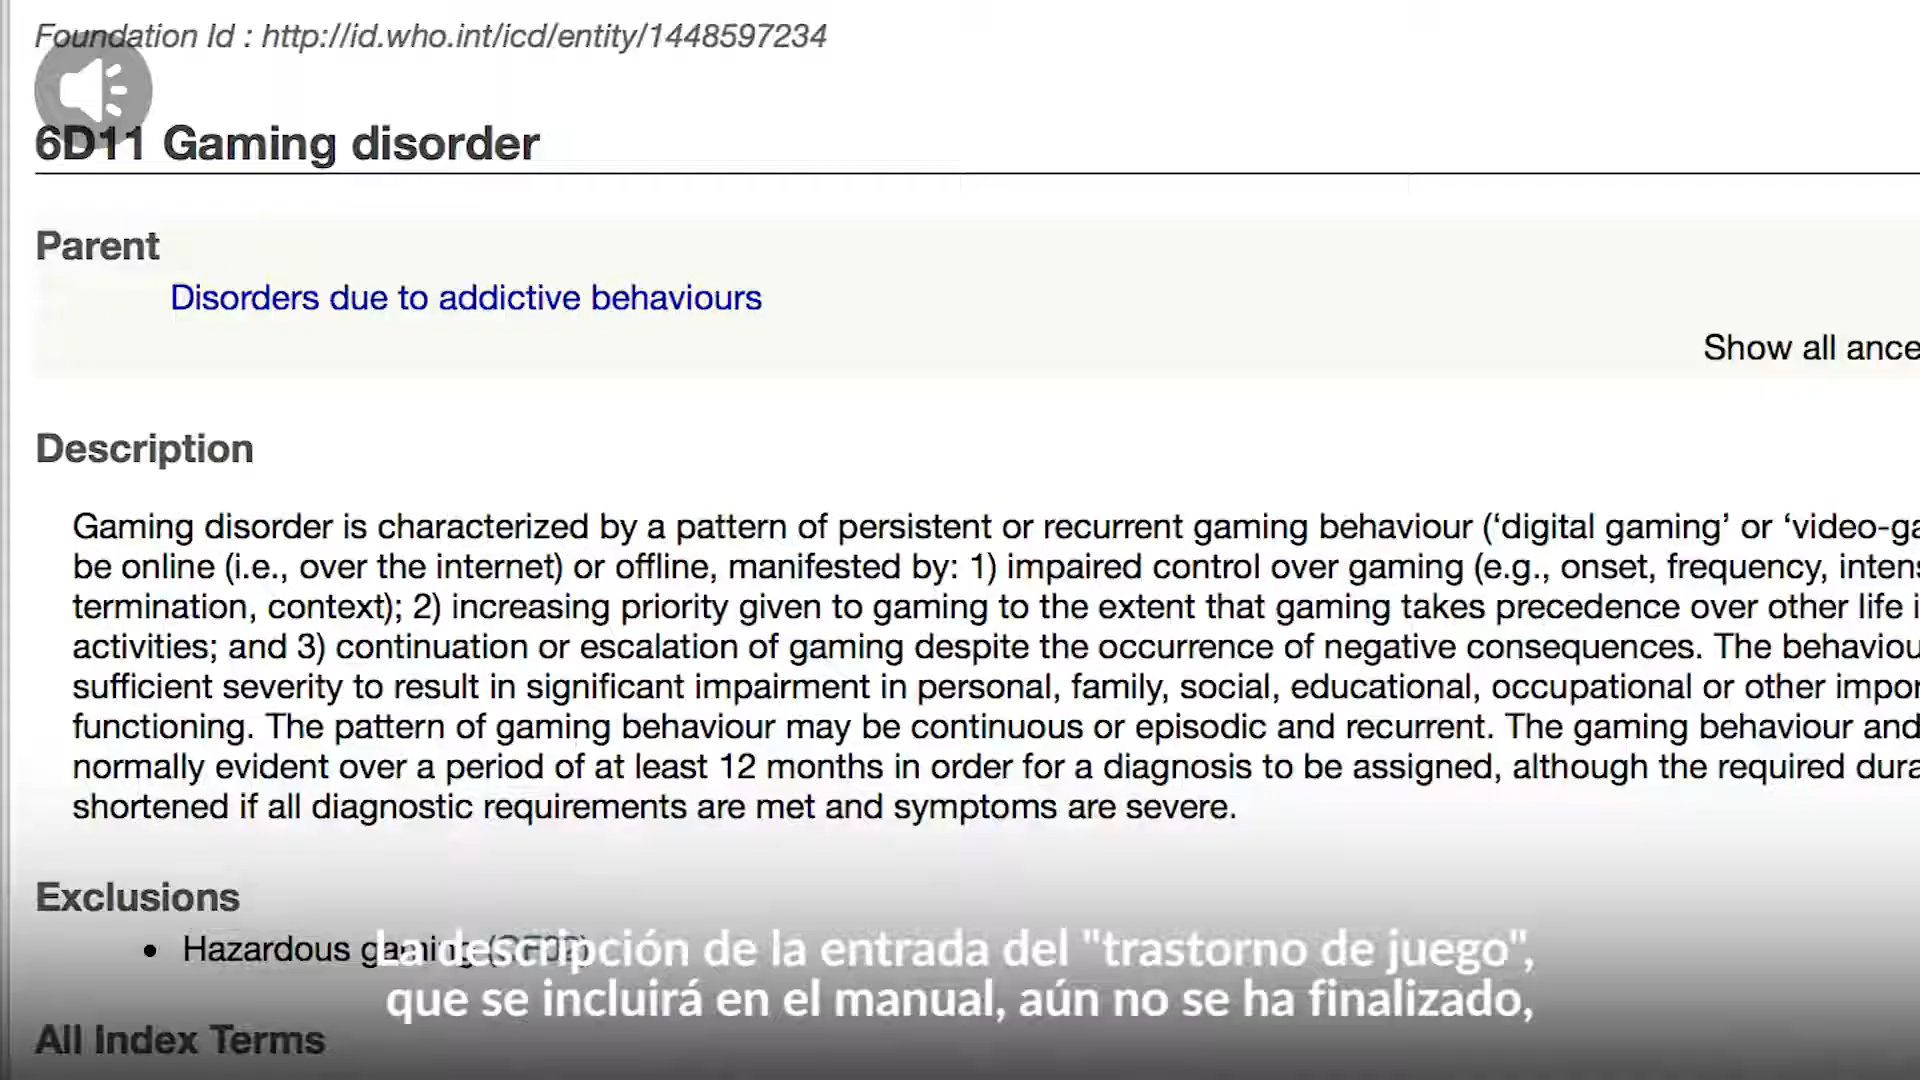 Foundation Id : http://id.who.int/icd/entity/1448597234
6D11 Gaming disorder
Parent
Disorders due to addictive behaviours
Show all ance
Description
Gaming disorder is characterized by a pattern of persistent or recurrent gaming behaviour (‘digital gaming’ or ‘video-ga
be online (i.e., over the internet) or offline, manifested by: 1) impaired control over gaming (e.g., onset, frequency, intens
termination, context); 2) increasing priority given to gaming to the extent that gaming takes precedence over other life i
activities; and 3) continuation or escalation of gaming despite the occurrence of negative consequences. The behaviou
sufficient severity to result in significant impairment in personal, family, social, educational, occupational or other impor
functioning. The pattern of gaming behaviour may be continuous or episodic and recurrent. The gaming behaviour and
normally evident over a period of at least 12 months in order for a diagnosis to be assigned, although the required dura
shortened if all diagnostic requirements are met and symptoms are severe.
Exclusions
• Hazardous gaming
La descripción de la entrada del "trastorno de juego",
que se incluirá en el manual, aún no se ha finalizado,
All Index Terms